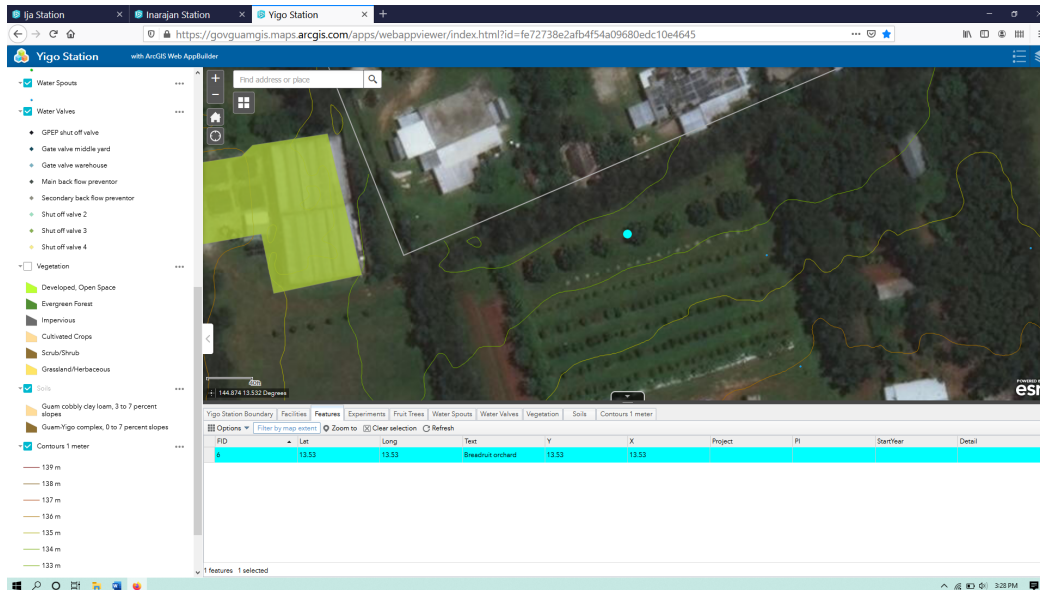 Ija Station
Inarajan Station
Yigo Station
https://govguamgis.maps.arcgis.com/apps/webappviewer/index.html?id=fe72738e2afb4f54a09680edc10e4645
Yigo Station with ArcGIS Web AppBuilder
Water Spouts
Water Valves
GPEP shut off valve
Gate valve middle yard
Gate valve warehouse
Main back flow preventor
Secondary back flow preventor
Shut off valve 2
Shut off valve 3
Shut off valve 4
Vegetation
Developed, Open Space
Evergreen Forest
Impervious
Cultivated Crops
Scrub/Shrub
Grassland/Herbaceous
Soils
Guam cobbly clay loam, 3 to 7 percent
slopes
Guam-Yigo complex, 0 to 7 percent slopes
Contours 1 meter
139 m
138 m
137 m
136 m
135 m
134 m
133 m
Find address or place
144.874 13.532 Degrees
POWERED BY
esri
Yigo Station Boundary Facilities Features Experiments Fruit Trees Water Spouts Water Valves Vegetation Soils Contours 1 meter
Options Filter by map extent Zoom to Clear selection Refresh
FID Lat Long Text Y X Project PI StartYear Detail
6 13.53 13.53 Breadruit orchard 13.53 13.53
1 features 1 selected
3:28 PM